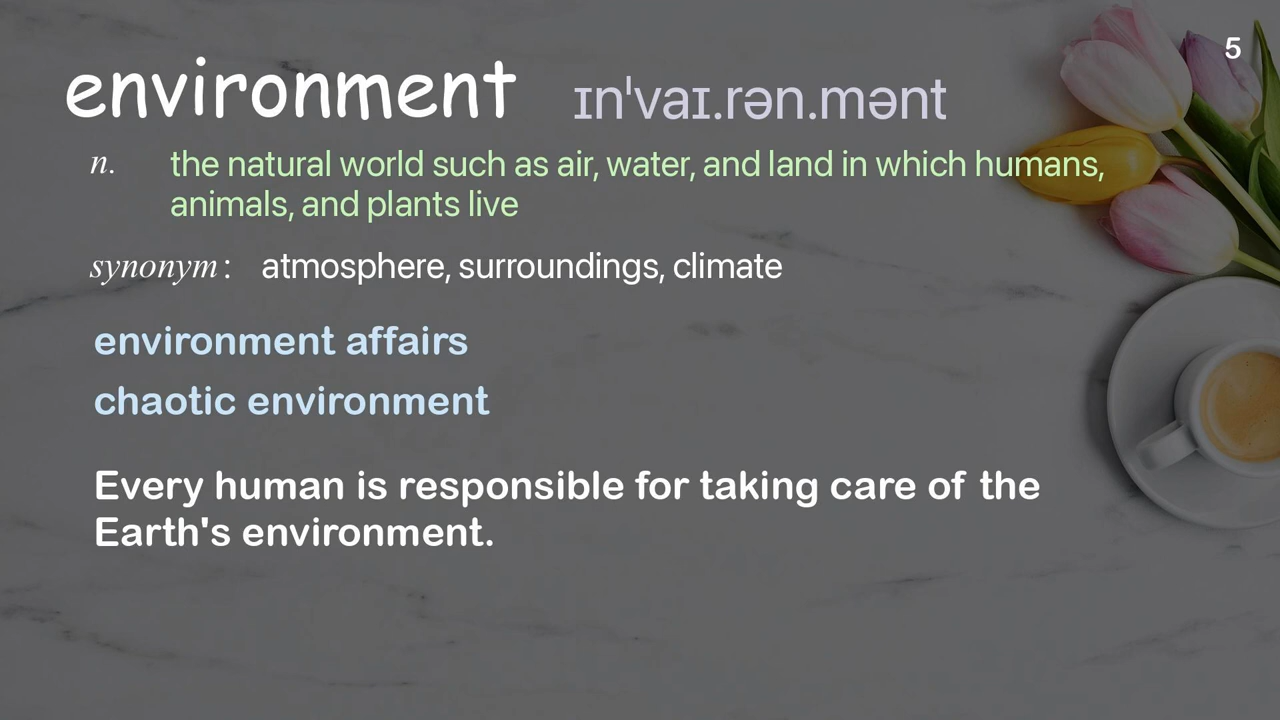 5
environment ɪnˈvaɪ.rən.mənt
n. the natural world such as air, water, and land in which humans,
animals, and plants live
synonym: atmosphere, surroundings, climate
environment affairs
chaotic environment
Every human is responsible for taking care of the
Earth's environment.